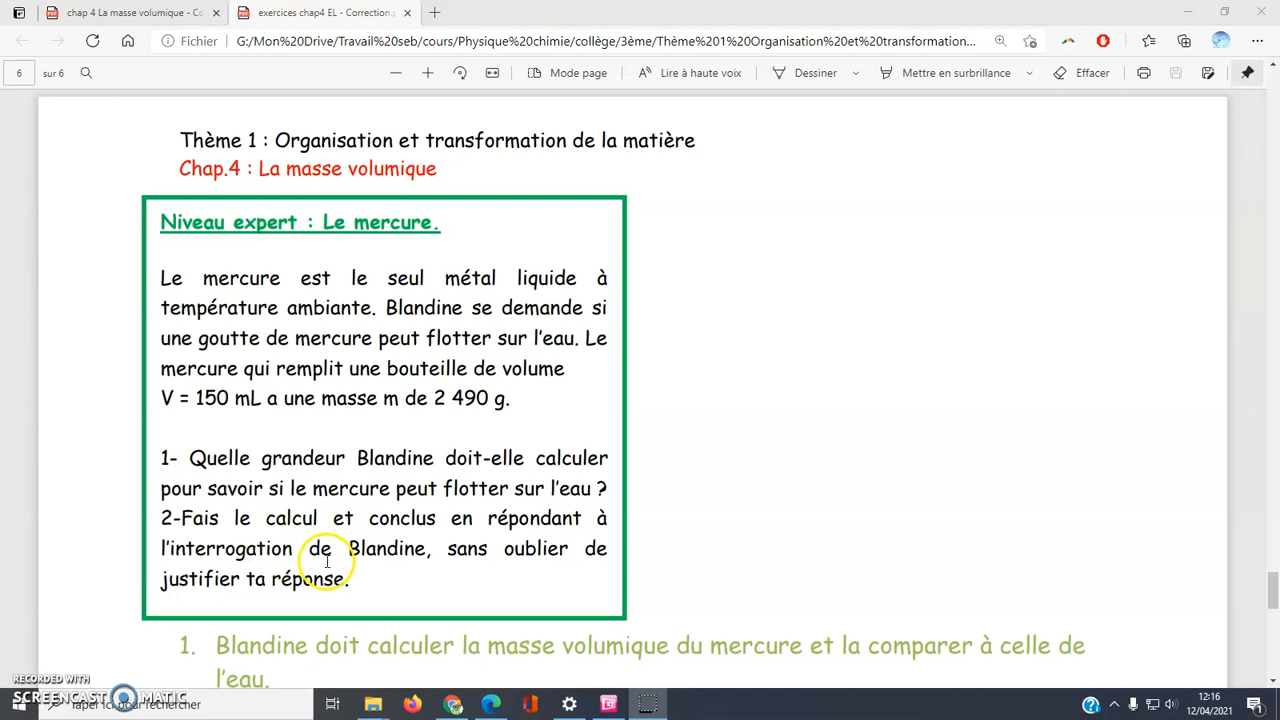 chap 4 La masse volumique - Cou
exercices chap4 EL - Correction.p
Fichier
G:/Mon%20Drive/Travail%20seb/cours/Physique%20chimie/collège/3ème/Thème%201%20Organisation%20et%20transformation...
6 sur 6
Mode page
Lire à haute voix
Dessiner
Mettre en surbrillance
Effacer
Thème 1 : Organisation et transformation de la matière
Chap.4 : La masse volumique
Niveau expert : Le mercure.
Le mercure est le seul métal liquide à
température ambiante. Blandine se demande si
une goutte de mercure peut flotter sur l'eau. Le
mercure qui remplit une bouteille de volume
V = 150 mL a une masse m de 2 490 g.
1- Quelle grandeur Blandine doit-elle calculer
pour savoir si le mercure peut flotter sur l'eau ?
2-Fais le calcul et conclus en répondant à
l'interrogation de Blandine, sans oublier de
justifier ta réponse.
1. Blandine doit calculer la masse volumique du mercure et la comparer à celle de
l'eau.
RECORDED WITH
SCREENCAST MATIC
Taper ici pour rechercher
12:16
12/04/2021